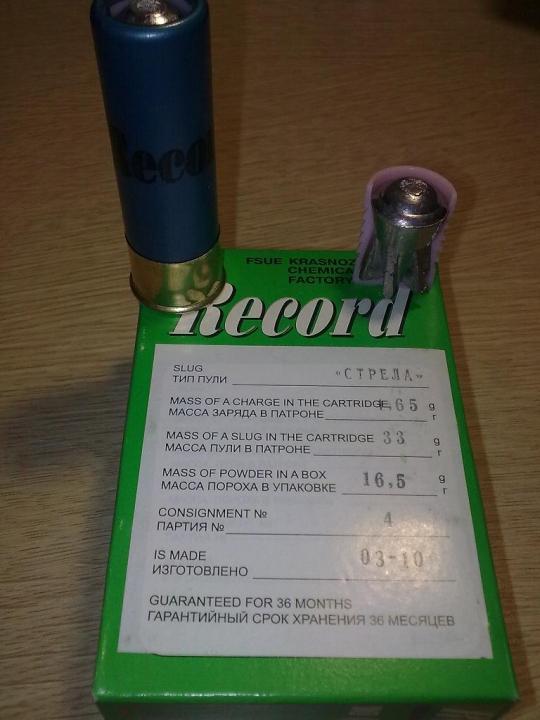 Recor
FSUE KRASNOZ
CHEMICA
FACTORY
Record
SLUG
ТИП ПУЛИ "СТРЕЛА"
MASS OF A CHARGE IN THE CARTRIDGE 1,65 g
МАССА ЗАРЯДА В ПАТРОНЕ г
MASS OF A SLUG IN THE CARTRIDGE 33 g
МАССА ПУЛИ В ПАТРОНЕ г
MASS OF POWDER IN A BOX 16,5 g
МАССА ПОРОХА В УПАКОВКЕ г
CONSIGNMENT № 4
ПАРТИЯ №
IS MADE 03-10
ИЗГОТОВЛЕНО
GUARANTEED FOR 36 MONTHS
ГАРАНТИЙНЫЙ СРОК ХРАНЕНИЯ 36 МЕСЯЦЕВ